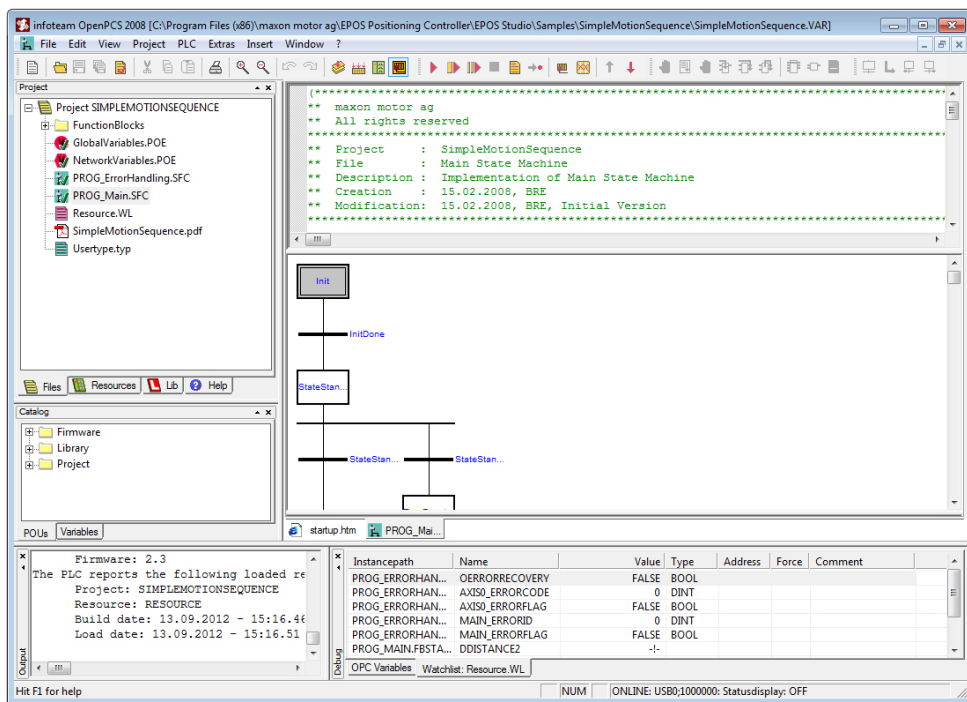 infoteam OpenPCS 2008 [C:\Program Files (x86)\maxon motor ag\EPOS Positioning Controller\EPOS Studio\Samples\SimpleMotionSequence\SimpleMotionSequence.VAR]
File Edit View Project PLC Extras Insert Window ?
Project
Project SIMPLEMOTIONSEQUENCE
FunctionBlocks
GlobalVariables.POE
NetworkVariables.POE
PROG_ErrorHandling.SFC
PROG_Main.SFC
Resource.WL
SimpleMotionSequence.pdf
Usertype.typ
Files Resources Lib Help
Catalog
Firmware
Library
Project
POUs Variables
(*****************************************************************************
** maxon motor ag
** All rights reserved
*****************************************************************************
** Project : SimpleMotionSequence
** File : Main State Machine
** Description : Implementation of Main State Machine
** Creation : 15.02.2008, BRE
** Modification: 15.02.2008, BRE, Initial Version
*****************************************************************************
Init
InitDone
StateStan...
StateStan... StateStan...
startup.htm PROG_Mai...
Output
Firmware: 2.3
The PLC reports the following loaded re
Project: SIMPLEMOTIONSEQUENCE
Resource: RESOURCE
Build date: 13.09.2012 - 15:16.46
Load date: 13.09.2012 - 15:16.51
Debug
Instancepath Name Value Type Address Force Comment
PROG_ERRORHAN... OERRORRECOVERY FALSE BOOL
PROG_ERRORHAN... AXIS0_ERRORCODE 0 DINT
PROG_ERRORHAN... AXIS0_ERRORFLAG FALSE BOOL
PROG_ERRORHAN... MAIN_ERRORID 0 DINT
PROG_ERRORHAN... MAIN_ERRORFLAG FALSE BOOL
PROG_MAIN.FBSTA... DDISTANCE2 -!-
OPC Variables Watchlist: Resource.WL
Hit F1 for help NUM ONLINE: USB0;1000000: Statusdisplay: OFF